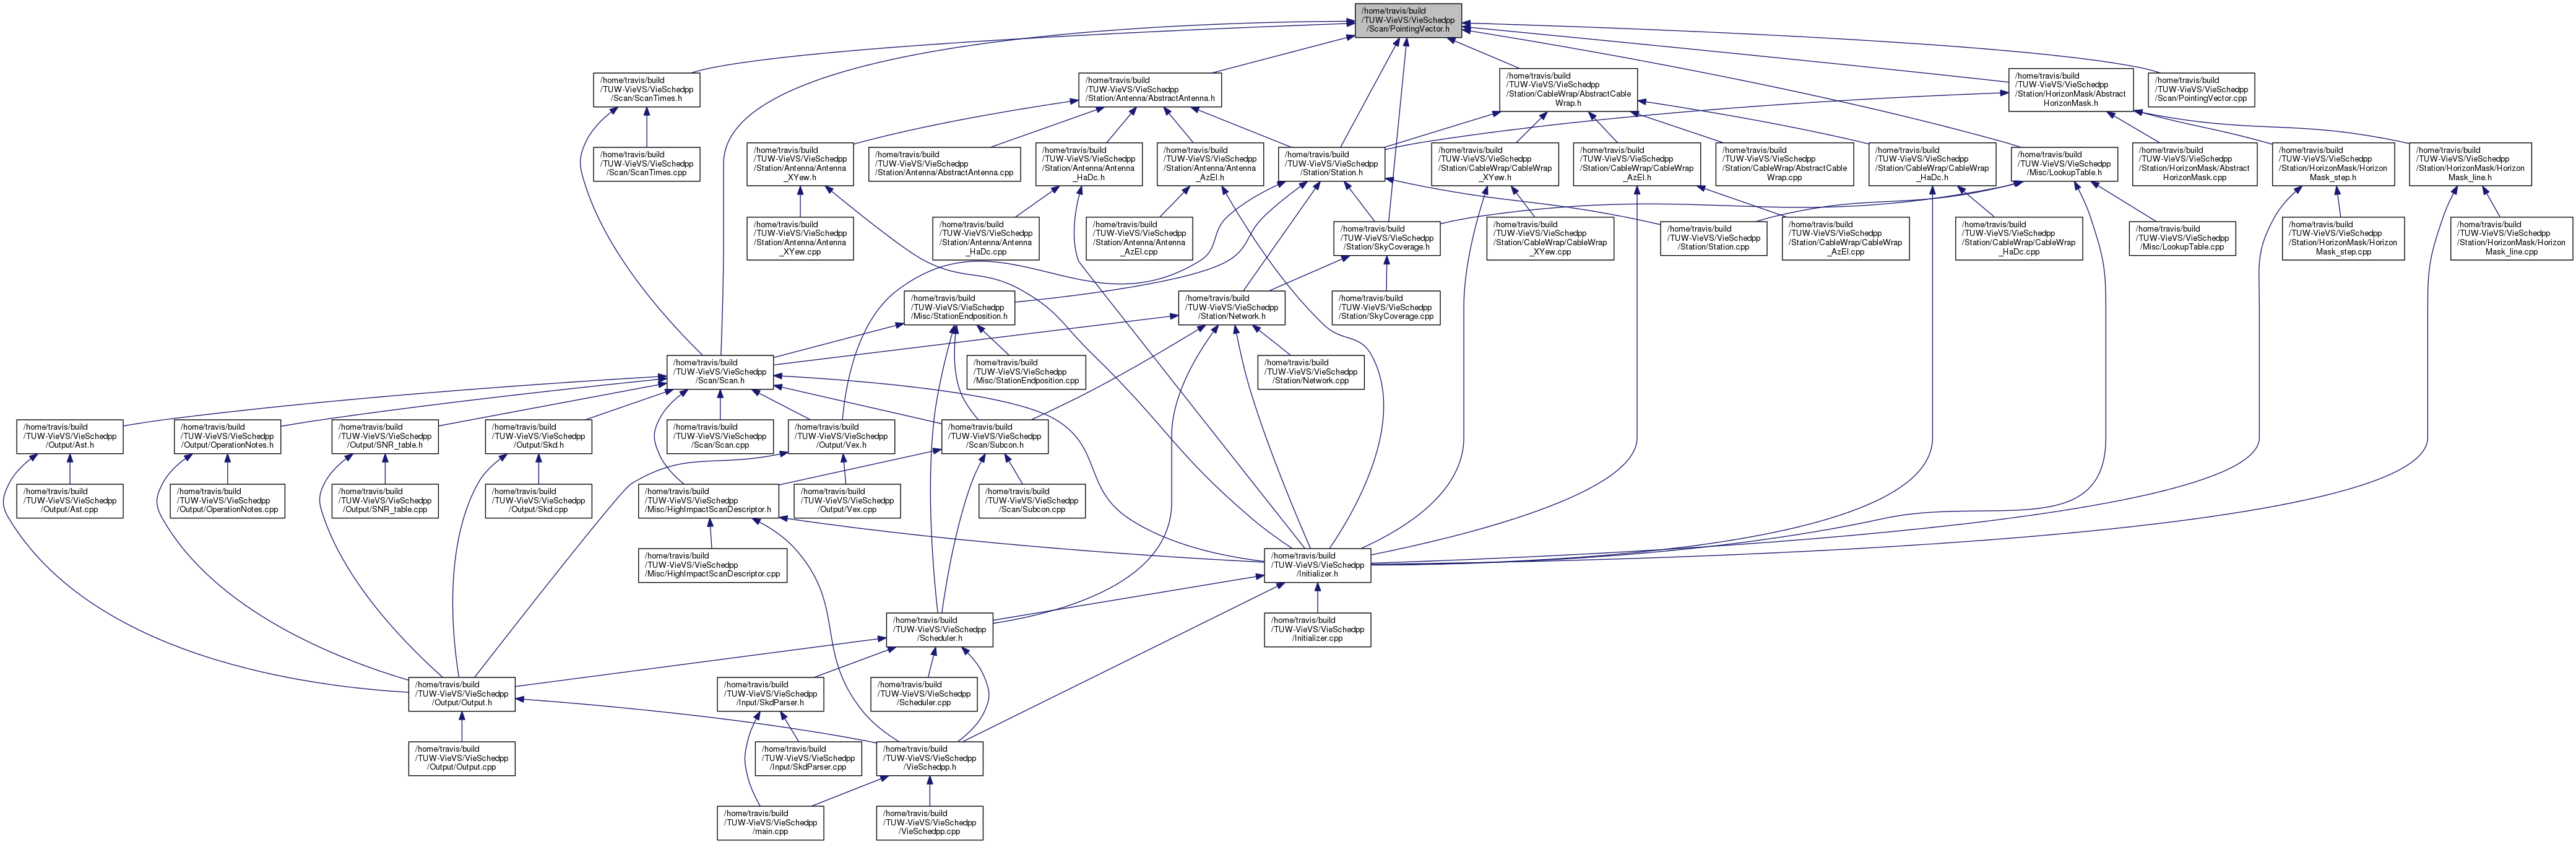 /home/travis/build
/TUW-VieVS/VieSchedpp
/Scan/PointingVector.h
/home/travis/build
/TUW-VieVS/VieSchedpp
/Scan/ScanTimes.h
/home/travis/build
/TUW-VieVS/VieSchedpp
/Station/Antenna/AbstractAntenna.h
/home/travis/build
/TUW-VieVS/VieSchedpp
/Station/CableWrap/AbstractCable
Wrap.h
/home/travis/build
/TUW-VieVS/VieSchedpp
/Station/HorizonMask/Abstract
HorizonMask.h
/home/travis/build
/TUW-VieVS/VieSchedpp
/Scan/PointingVector.cpp
/home/travis/build
/TUW-VieVS/VieSchedpp
/Scan/ScanTimes.cpp
/home/travis/build
/TUW-VieVS/VieSchedpp
/Station/Antenna/Antenna
_XYew.h
/home/travis/build
/TUW-VieVS/VieSchedpp
/Station/Antenna/AbstractAntenna.cpp
/home/travis/build
/TUW-VieVS/VieSchedpp
/Station/Antenna/Antenna
_HaDc.h
/home/travis/build
/TUW-VieVS/VieSchedpp
/Station/Antenna/Antenna
_AzEl.h
/home/travis/build
/TUW-VieVS/VieSchedpp
/Station/Station.h
/home/travis/build
/TUW-VieVS/VieSchedpp
/Station/CableWrap/CableWrap
_XYew.h
/home/travis/build
/TUW-VieVS/VieSchedpp
/Station/CableWrap/CableWrap
_AzEl.h
/home/travis/build
/TUW-VieVS/VieSchedpp
/Station/CableWrap/AbstractCable
Wrap.cpp
/home/travis/build
/TUW-VieVS/VieSchedpp
/Station/CableWrap/CableWrap
_HaDc.h
/home/travis/build
/TUW-VieVS/VieSchedpp
/Misc/LookupTable.h
/home/travis/build
/TUW-VieVS/VieSchedpp
/Station/HorizonMask/Abstract
HorizonMask.cpp
/home/travis/build
/TUW-VieVS/VieSchedpp
/Station/HorizonMask/Horizon
Mask_step.h
/home/travis/build
/TUW-VieVS/VieSchedpp
/Station/HorizonMask/Horizon
Mask_line.h
/home/travis/build
/TUW-VieVS/VieSchedpp
/Station/Antenna/Antenna
_XYew.cpp
/home/travis/build
/TUW-VieVS/VieSchedpp
/Station/Antenna/Antenna
_HaDc.cpp
/home/travis/build
/TUW-VieVS/VieSchedpp
/Station/Antenna/Antenna
_AzEl.cpp
/home/travis/build
/TUW-VieVS/VieSchedpp
/Station/SkyCoverage.h
/home/travis/build
/TUW-VieVS/VieSchedpp
/Station/CableWrap/CableWrap
_XYew.cpp
/home/travis/build
/TUW-VieVS/VieSchedpp
/Station/Station.cpp
/home/travis/build
/TUW-VieVS/VieSchedpp
/Station/CableWrap/CableWrap
_AzEl.cpp
/home/travis/build
/TUW-VieVS/VieSchedpp
/Station/CableWrap/CableWrap
_HaDc.cpp
/home/travis/build
/TUW-VieVS/VieSchedpp
/Misc/LookupTable.cpp
/home/travis/build
/TUW-VieVS/VieSchedpp
/Station/HorizonMask/Horizon
Mask_step.cpp
/home/travis/build
/TUW-VieVS/VieSchedpp
/Station/HorizonMask/Horizon
Mask_line.cpp
/home/travis/build
/TUW-VieVS/VieSchedpp
/Misc/StationEndposition.h
/home/travis/build
/TUW-VieVS/VieSchedpp
/Station/Network.h
/home/travis/build
/TUW-VieVS/VieSchedpp
/Station/SkyCoverage.cpp
/home/travis/build
/TUW-VieVS/VieSchedpp
/Scan/Scan.h
/home/travis/build
/TUW-VieVS/VieSchedpp
/Misc/StationEndposition.cpp
/home/travis/build
/TUW-VieVS/VieSchedpp
/Station/Network.cpp
/home/travis/build
/TUW-VieVS/VieSchedpp
/Output/Ast.h
/home/travis/build
/TUW-VieVS/VieSchedpp
/Output/OperationNotes.h
/home/travis/build
/TUW-VieVS/VieSchedpp
/Output/SNR_table.h
/home/travis/build
/TUW-VieVS/VieSchedpp
/Output/Skd.h
/home/travis/build
/TUW-VieVS/VieSchedpp
/Scan/Scan.cpp
/home/travis/build
/TUW-VieVS/VieSchedpp
/Output/Vex.h
/home/travis/build
/TUW-VieVS/VieSchedpp
/Scan/Subcon.h
/home/travis/build
/TUW-VieVS/VieSchedpp
/Output/Ast.cpp
/home/travis/build
/TUW-VieVS/VieSchedpp
/Output/OperationNotes.cpp
/home/travis/build
/TUW-VieVS/VieSchedpp
/Output/SNR_table.cpp
/home/travis/build
/TUW-VieVS/VieSchedpp
/Output/Skd.cpp
/home/travis/build
/TUW-VieVS/VieSchedpp
/Misc/HighImpactScanDescriptor.h
/home/travis/build
/TUW-VieVS/VieSchedpp
/Output/Vex.cpp
/home/travis/build
/TUW-VieVS/VieSchedpp
/Scan/Subcon.cpp
/home/travis/build
/TUW-VieVS/VieSchedpp
/Misc/HighImpactScanDescriptor.cpp
/home/travis/build
/TUW-VieVS/VieSchedpp
/Initializer.h
/home/travis/build
/TUW-VieVS/VieSchedpp
/Scheduler.h
/home/travis/build
/TUW-VieVS/VieSchedpp
/Initializer.cpp
/home/travis/build
/TUW-VieVS/VieSchedpp
/Output/Output.h
/home/travis/build
/TUW-VieVS/VieSchedpp
/Input/SkdParser.h
/home/travis/build
/TUW-VieVS/VieSchedpp
/Scheduler.cpp
/home/travis/build
/TUW-VieVS/VieSchedpp
/Output/Output.cpp
/home/travis/build
/TUW-VieVS/VieSchedpp
/Input/SkdParser.cpp
/home/travis/build
/TUW-VieVS/VieSchedpp
/VieSchedpp.h
/home/travis/build
/TUW-VieVS/VieSchedpp
/main.cpp
/home/travis/build
/TUW-VieVS/VieSchedpp
/VieSchedpp.cpp